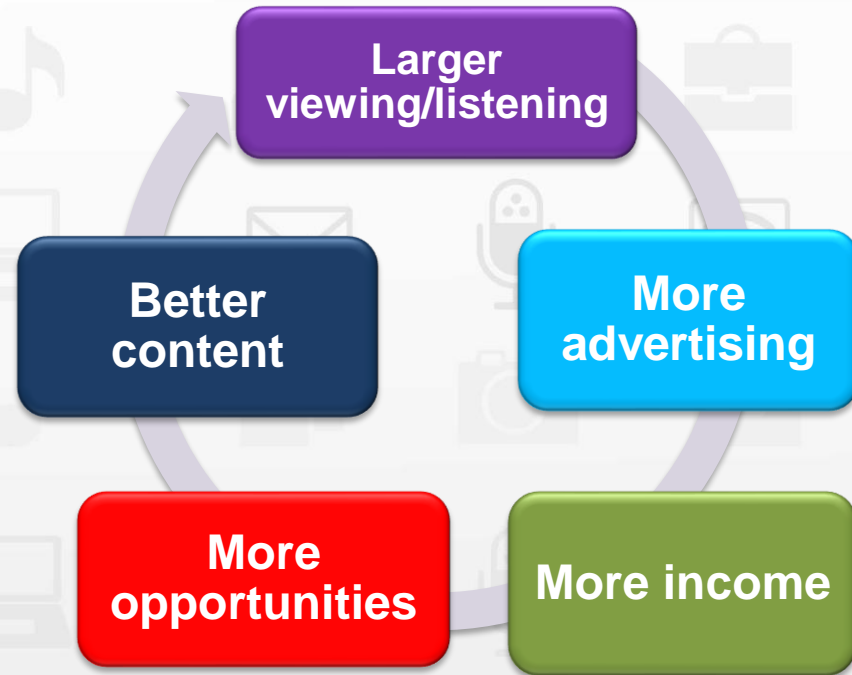 Larger
viewing/listening
More
advertising
More income
More
opportunities
Better
content